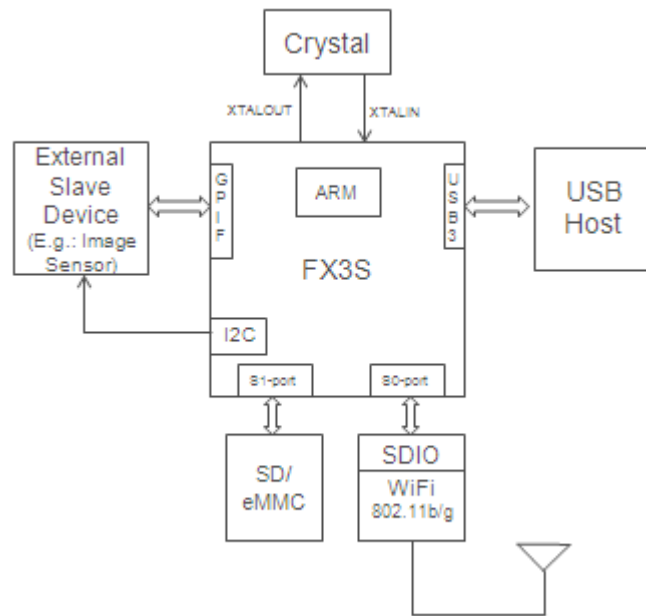 Crystal
XTALOUT
XTALIN
External
Slave
Device
(E.g.: Image
Sensor)
GPIF
ARM
USB3
USB
Host
FX3S
I2C
S1-port
S0-port
SD/
eMMC
SDIO
WiFi
802.11b/g